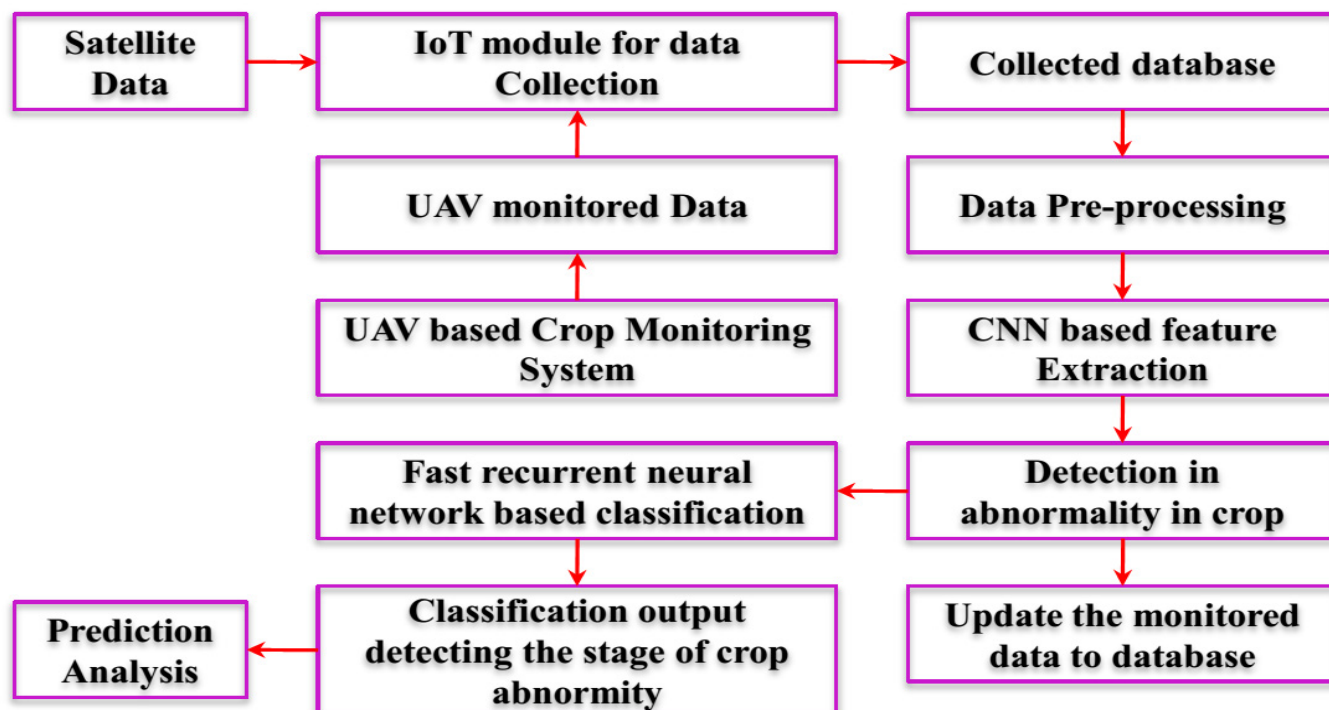 Satellite
Data
IoT module for data
Collection
Collected database
UAV monitored Data
Data Pre-processing
UAV based Crop Monitoring
System
CNN based feature
Extraction
Fast recurrent neural
network based classification
Detection in
abnormality in crop
Prediction
Analysis
Classification output
detecting the stage of crop
abnormity
Update the monitored
data to database